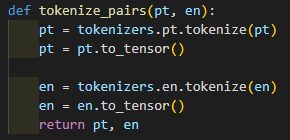 def tokenize_pairs(pt, en):
    pt = tokenizers.pt.tokenize(pt)
    pt = pt.to_tensor()

    en = tokenizers.en.tokenize(en)
    en = en.to_tensor()
    return pt, en